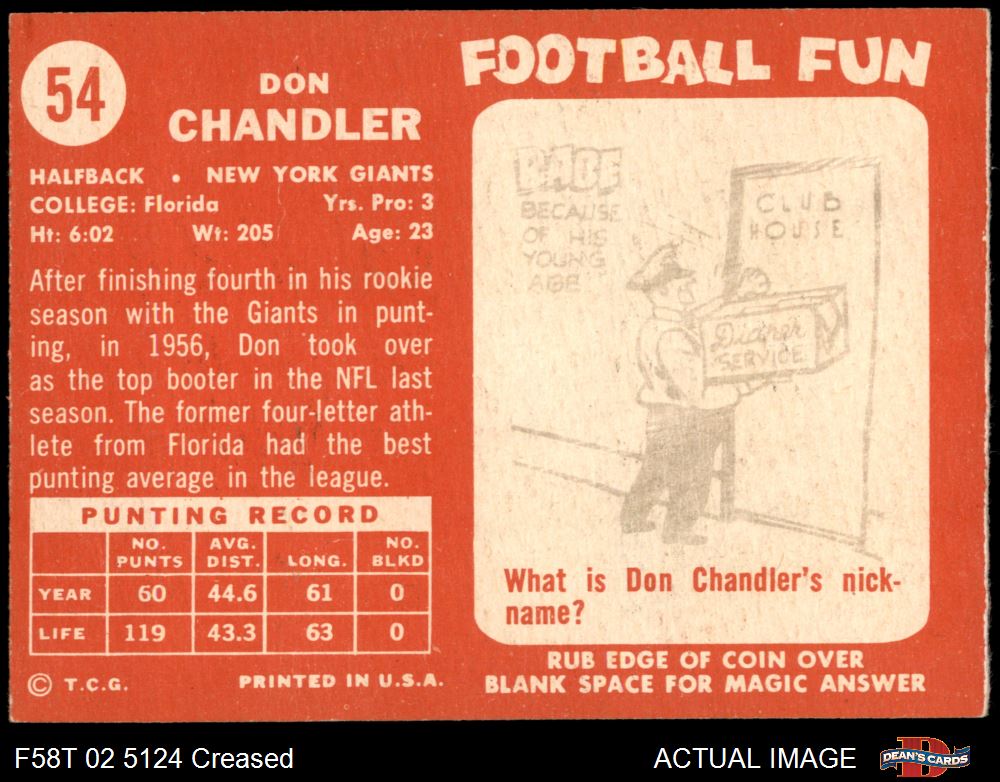 54
DON
CHANDLER
HALFBACK • NEW YORK GIANTS
COLLEGE: Florida Yrs. Pro: 3
Ht: 6:02 Wt: 205 Age: 23
After finishing fourth in his rookie
season with the Giants in punt-
ing, in 1956, Don took over
as the top booter in the NFL last
season. The former four-letter ath-
lete from Florida had the best
punting average in the league.
PUNTING RECORD
NO. PUNTS AVG. DIST. LONG. NO. BLKD
YEAR 60 44.6 61 0
LIFE 119 43.3 63 0
© T.C.G. PRINTED IN U.S.A.
FOOTBALL FUN
BABE
BECAUSE
OF HIS
YOUNG
AGE
CLUB
HOUSE
Diaper
SERVICE
What is Don Chandler's nick-
name?
RUB EDGE OF COIN OVER
BLANK SPACE FOR MAGIC ANSWER
F58T 02 5124 Creased
ACTUAL IMAGE
DEAN'S CARDS